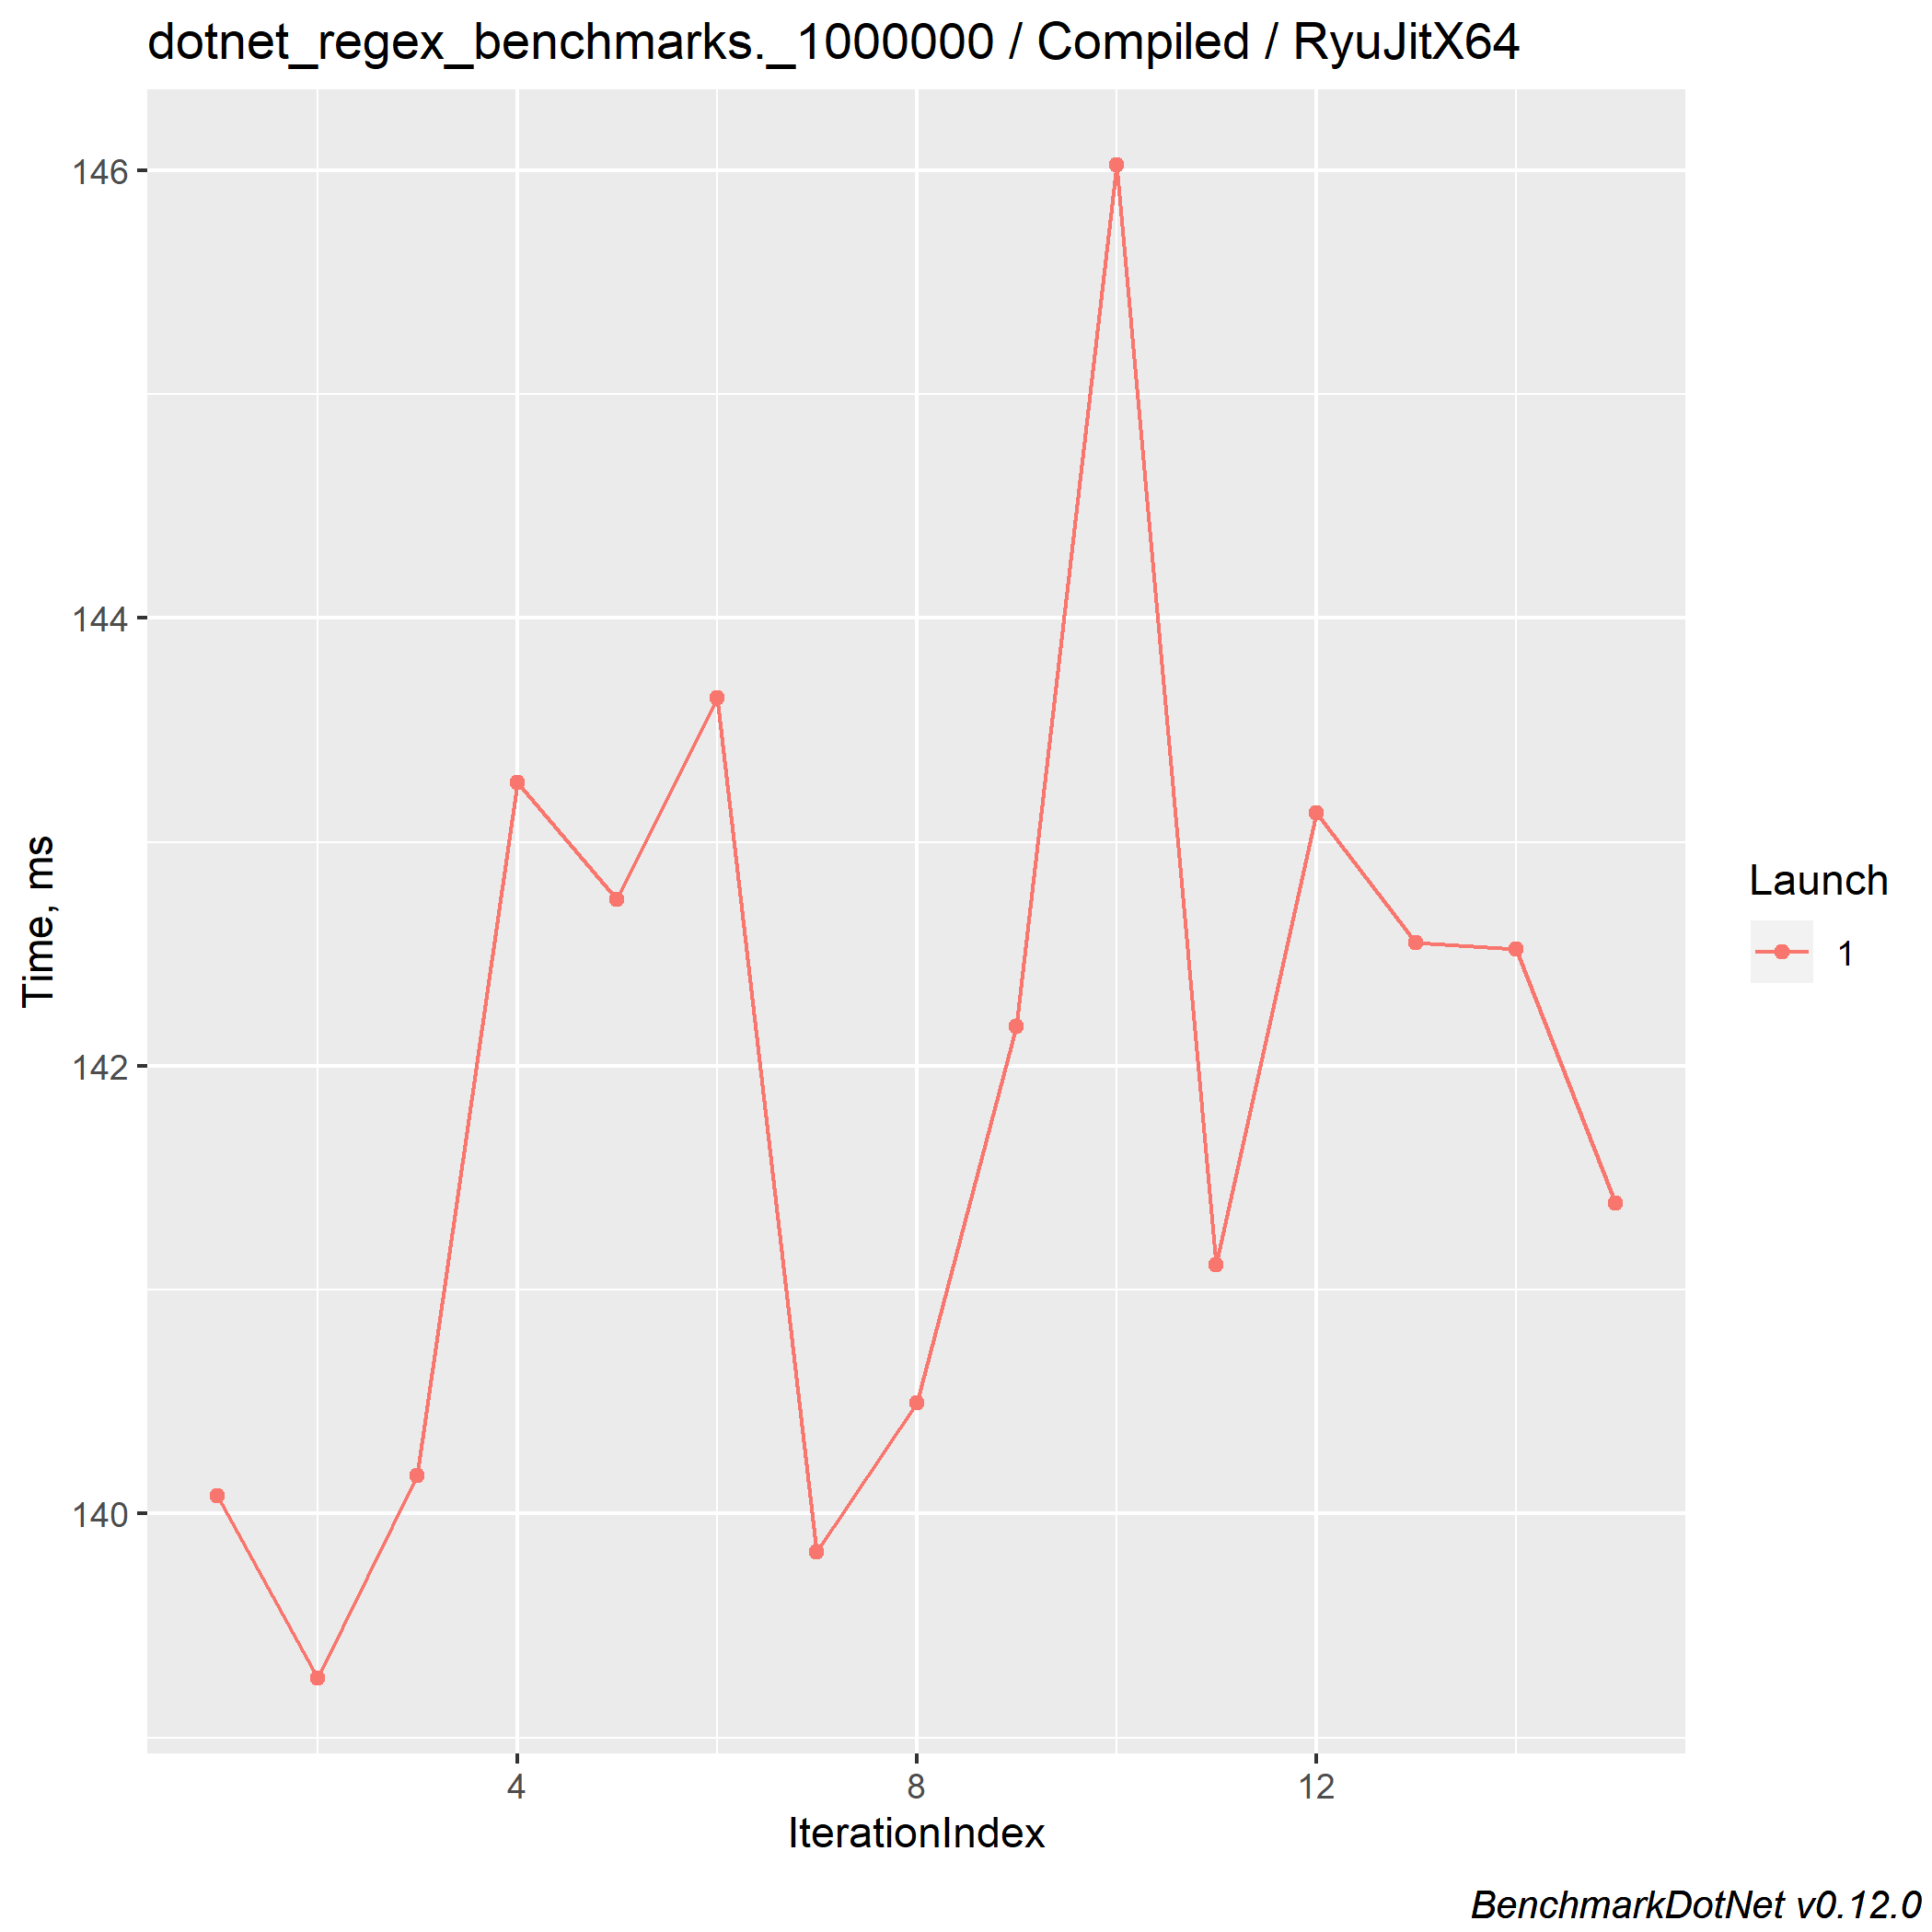 dotnet_regex_benchmarks._1000000 / Compiled / RyuJitX64
146
144
142
140
Time, ms
4
8
12
IterationIndex
Launch
1
BenchmarkDotNet v0.12.0